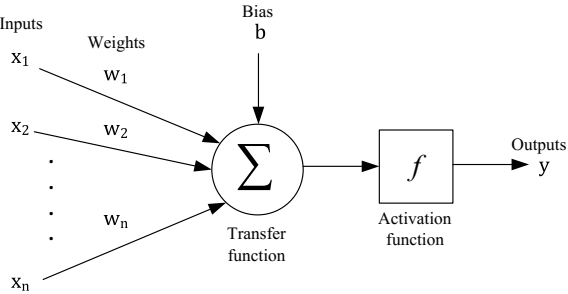 Inputs
Bias
b
Weights
x₁
w₁
x₂
w₂
∑
f
Outputs
y
wₙ
Transfer
function
Activation
function
xₙ